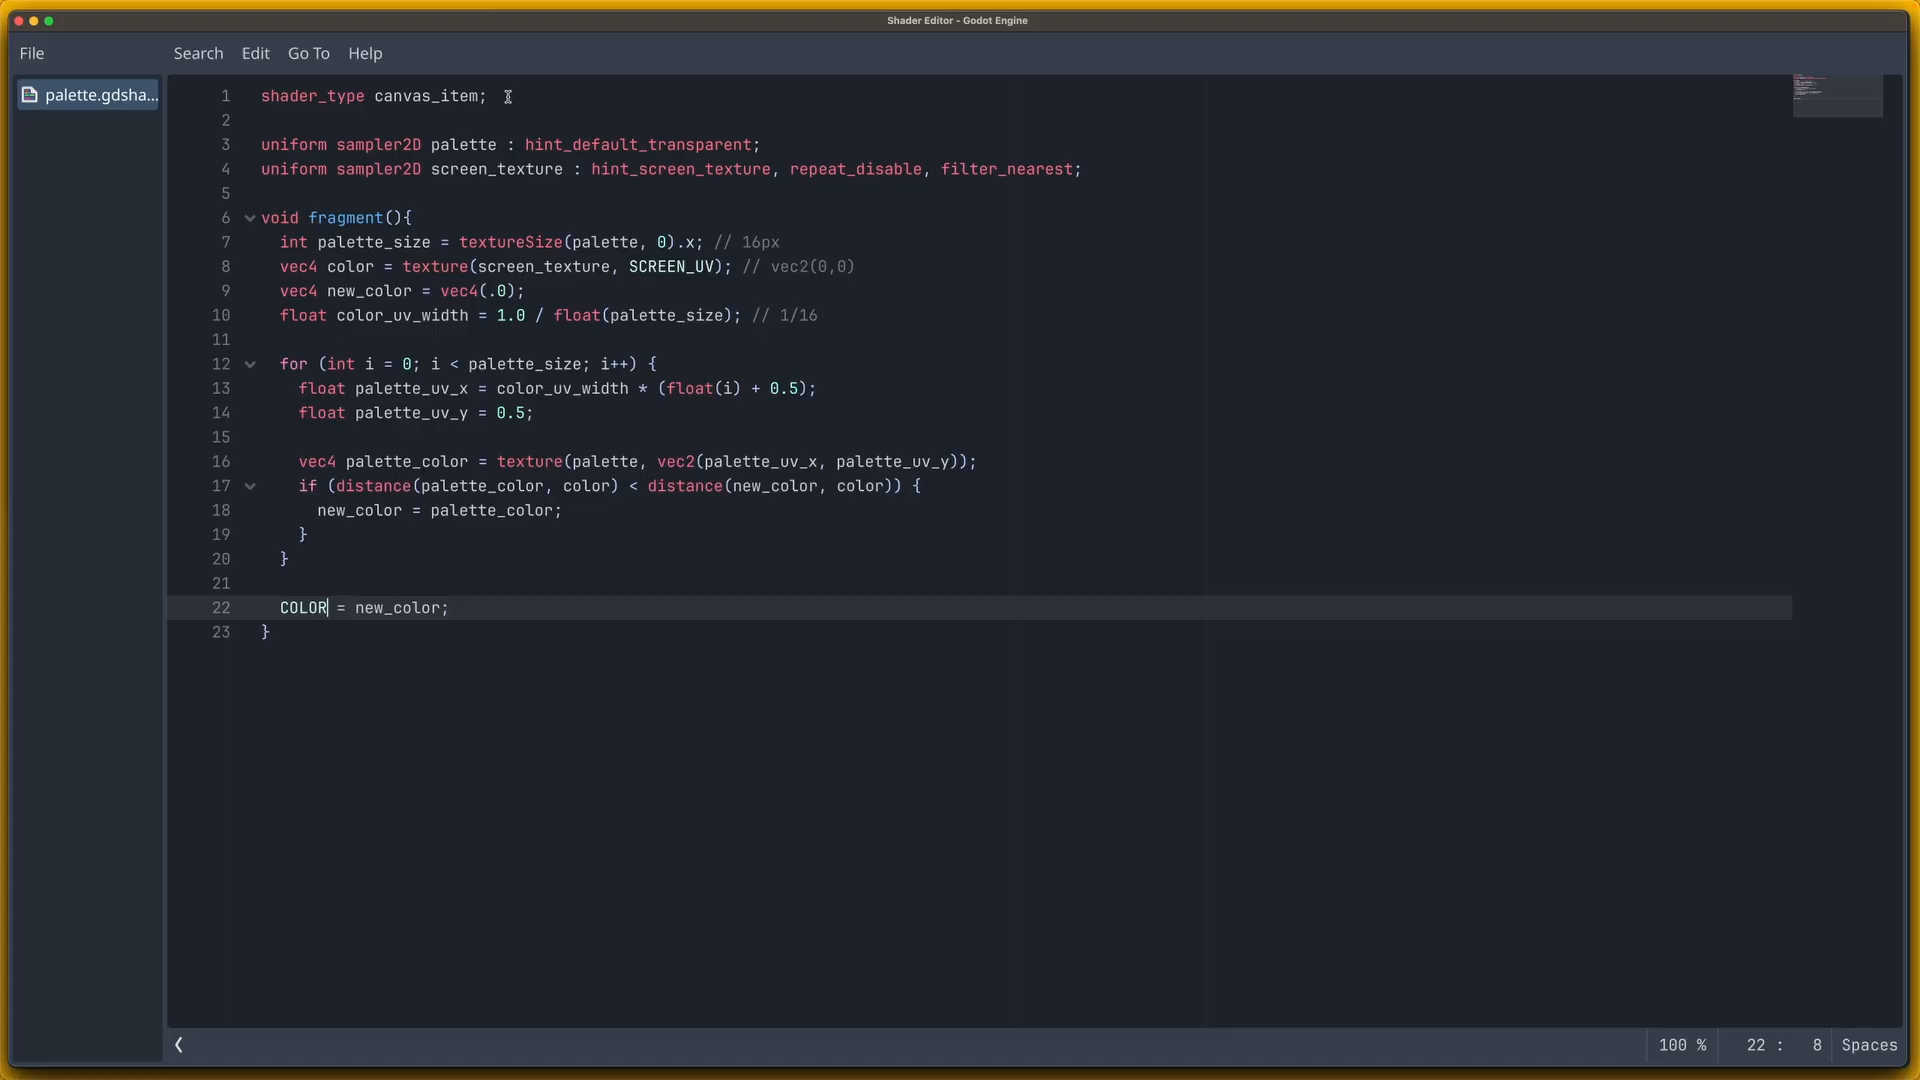 Shader Editor - Godot Engine
File Search Edit Go To Help
palette.gdsha...
1 shader_type canvas_item;
2
3 uniform sampler2D palette : hint_default_transparent;
4 uniform sampler2D screen_texture : hint_screen_texture, repeat_disable, filter_nearest;
5
6 void fragment(){
7 int palette_size = textureSize(palette, 0).x; // 16px
8 vec4 color = texture(screen_texture, SCREEN_UV); // vec2(0,0)
9 vec4 new_color = vec4(.0);
10 float color_uv_width = 1.0 / float(palette_size); // 1/16
11
12 for (int i = 0; i < palette_size; i++) {
13 float palette_uv_x = color_uv_width * (float(i) + 0.5);
14 float palette_uv_y = 0.5;
15
16 vec4 palette_color = texture(palette, vec2(palette_uv_x, palette_uv_y));
17 if (distance(palette_color, color) < distance(new_color, color)) {
18 new_color = palette_color;
19 }
20 }
21
22 COLOR = new_color;
23 }
100 % 22 : 8 Spaces